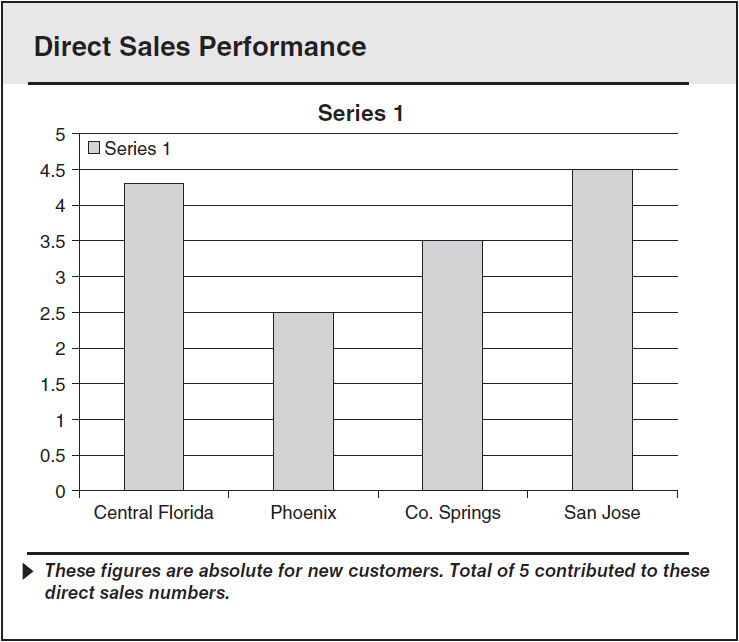 Direct Sales Performance
Series 1
5
Series 1
4.5
4
3.5
3
2.5
2
1.5
1
0.5
0
Central Florida Phoenix Co. Springs San Jose
These figures are absolute for new customers. Total of 5 contributed to these
direct sales numbers.